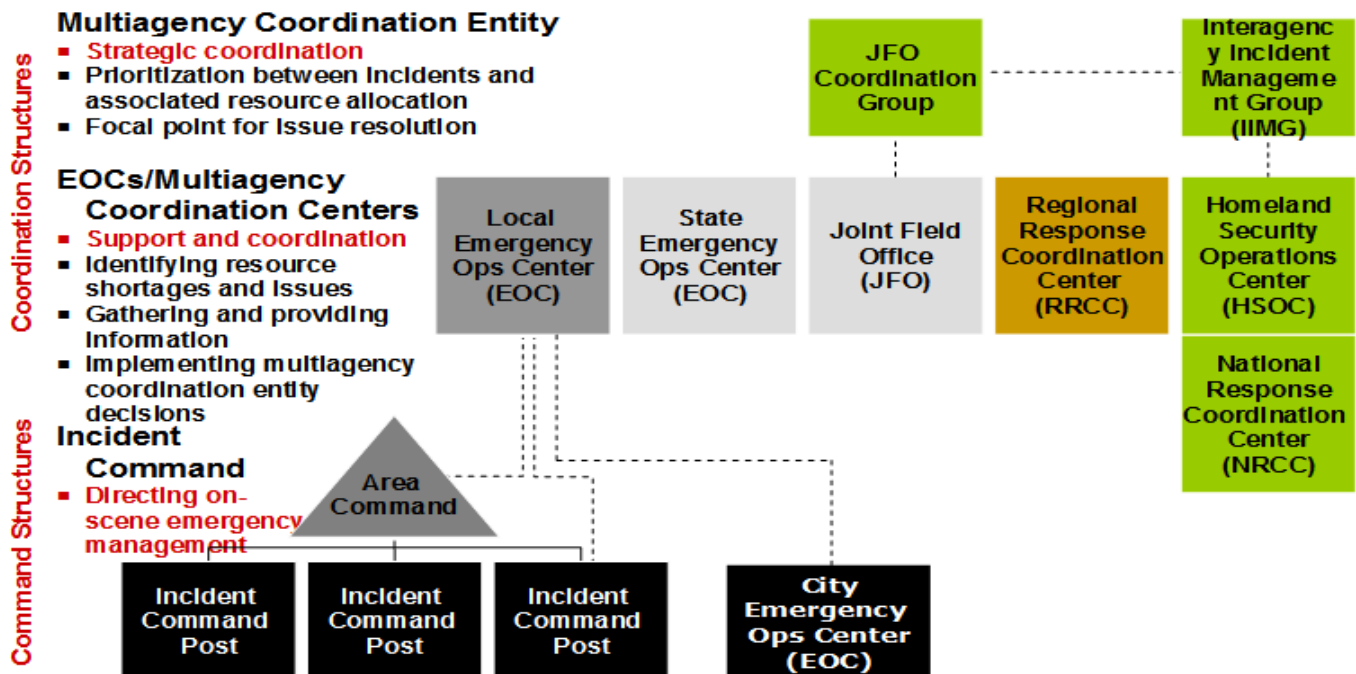 Coordination Structures
Multiagency Coordination Entity
▪ Strategic coordination
▪ Prioritization between incidents and
associated resource allocation
▪ Focal point for issue resolution
JFO
Coordination
Group
Interagenc
y Incident
Manageme
nt Group
(IIMG)
EOCs/Multiagency
Coordination Centers
▪ Support and coordination
▪ Identifying resource
shortages and issues
▪ Gathering and providing
information
▪ Implementing multiagency
coordination entity
decisions
Local
Emergency
Ops Center
(EOC)
State
Emergency
Ops Center
(EOC)
Joint Field
Office
(JFO)
Regional
Response
Coordination
Center
(RRCC)
Homeland
Security
Operations
Center
(HSOC)
National
Response
Coordination
Center
(NRCC)
Command Structures
Incident
Command
▪ Directing on-
scene emergency
management
Area
Command
Incident
Command
Post
Incident
Command
Post
Incident
Command
Post
City
Emergency
Ops Center
(EOC)